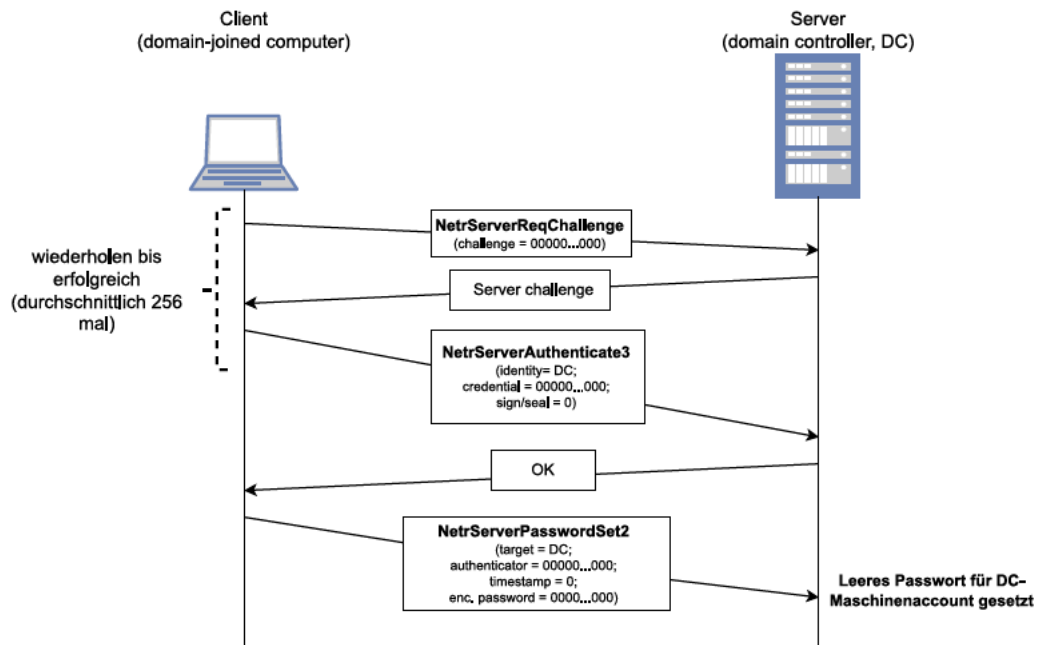 Client
(domain-joined computer)
Server
(domain controller, DC)
NetrServerReqChallenge
(challenge = 00000...000)
wiederholen bis
erfolgreich
(durchschnittlich 256
mal)
Server challenge
NetrServerAuthenticate3
(identity= DC;
credential = 00000...000;
sign/seal = 0)
OK
NetrServerPasswordSet2
(target = DC;
authenticator = 00000...000;
timestamp = 0;
enc. password = 0000...000)
Leeres Passwort für DC-
Maschinenaccount gesetzt